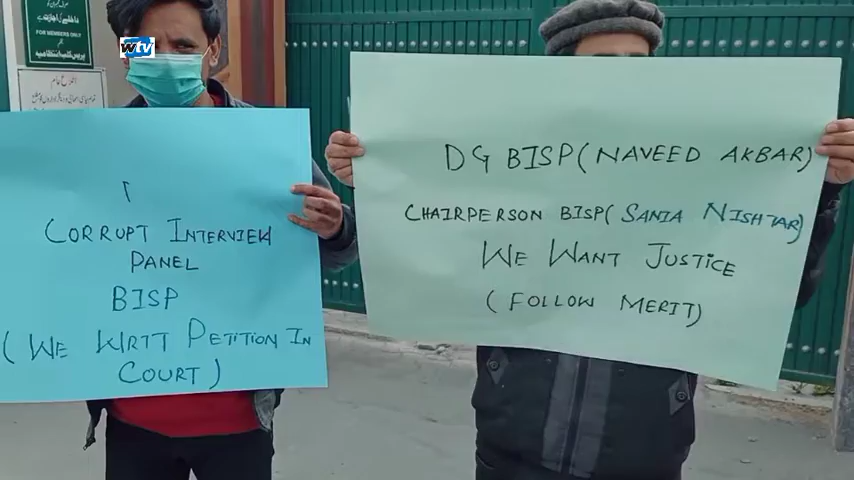 wtv
FOR MEMBERS ONLY
CORRUPT INTERVIEW
PANEL
BISP
(WE WRTT PETITION IN
COURT)
DG BISP(NAVEED AKBAR)
CHAIRPERSON BISP(SANIA NISHTAR)
WE WANT JUSTICE
(FOLLOW MERIT)